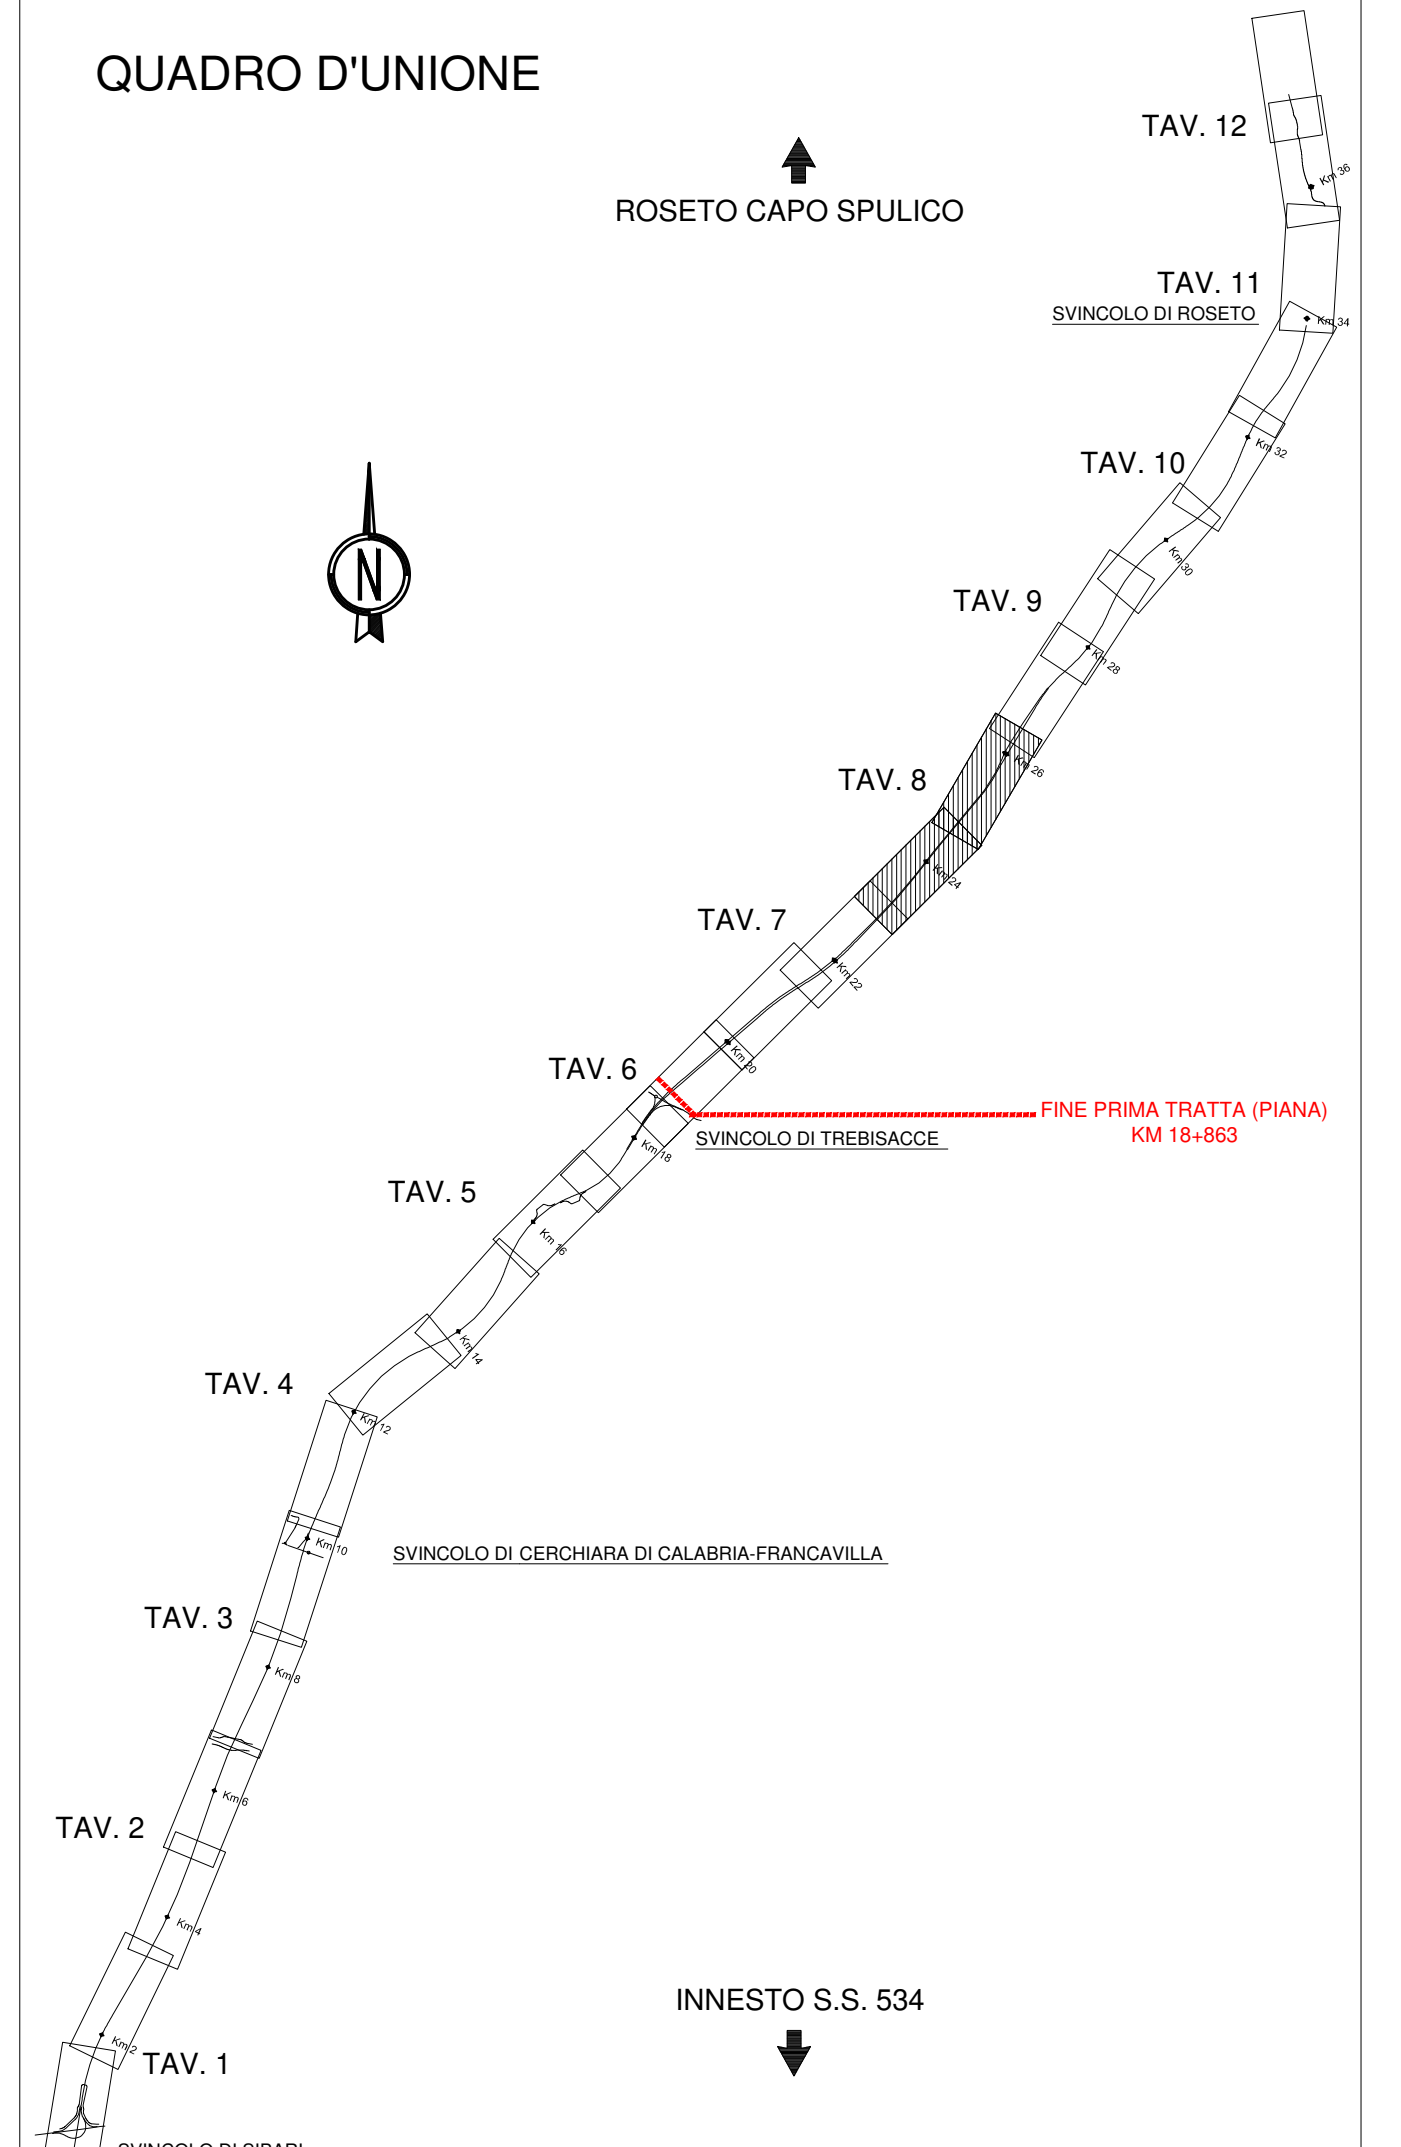 QUADRO D'UNIONE
TAV. 12
Km 36
ROSETO CAPO SPULICO
TAV. 11
SVINCOLO DI ROSETO
Km 34
Km 32
TAV. 10
N
Km 30
TAV. 9
Km 28
Km 26
TAV. 8
Km 24
TAV. 7
Km 22
Km 20
TAV. 6
FINE PRIMA TRATTA (PIANA)
KM 18+863
SVINCOLO DI TREBISACCE
Km 18
TAV. 5
Km 16
Km 14
TAV. 4
Km 12
Km 10
SVINCOLO DI CERCHIARA DI CALABRIA-FRANCAVILLA
TAV. 3
Km 8
Km 6
TAV. 2
Km 4
INNESTO S.S. 534
Km 2
TAV. 1
SVINCOLO DI SIBARI